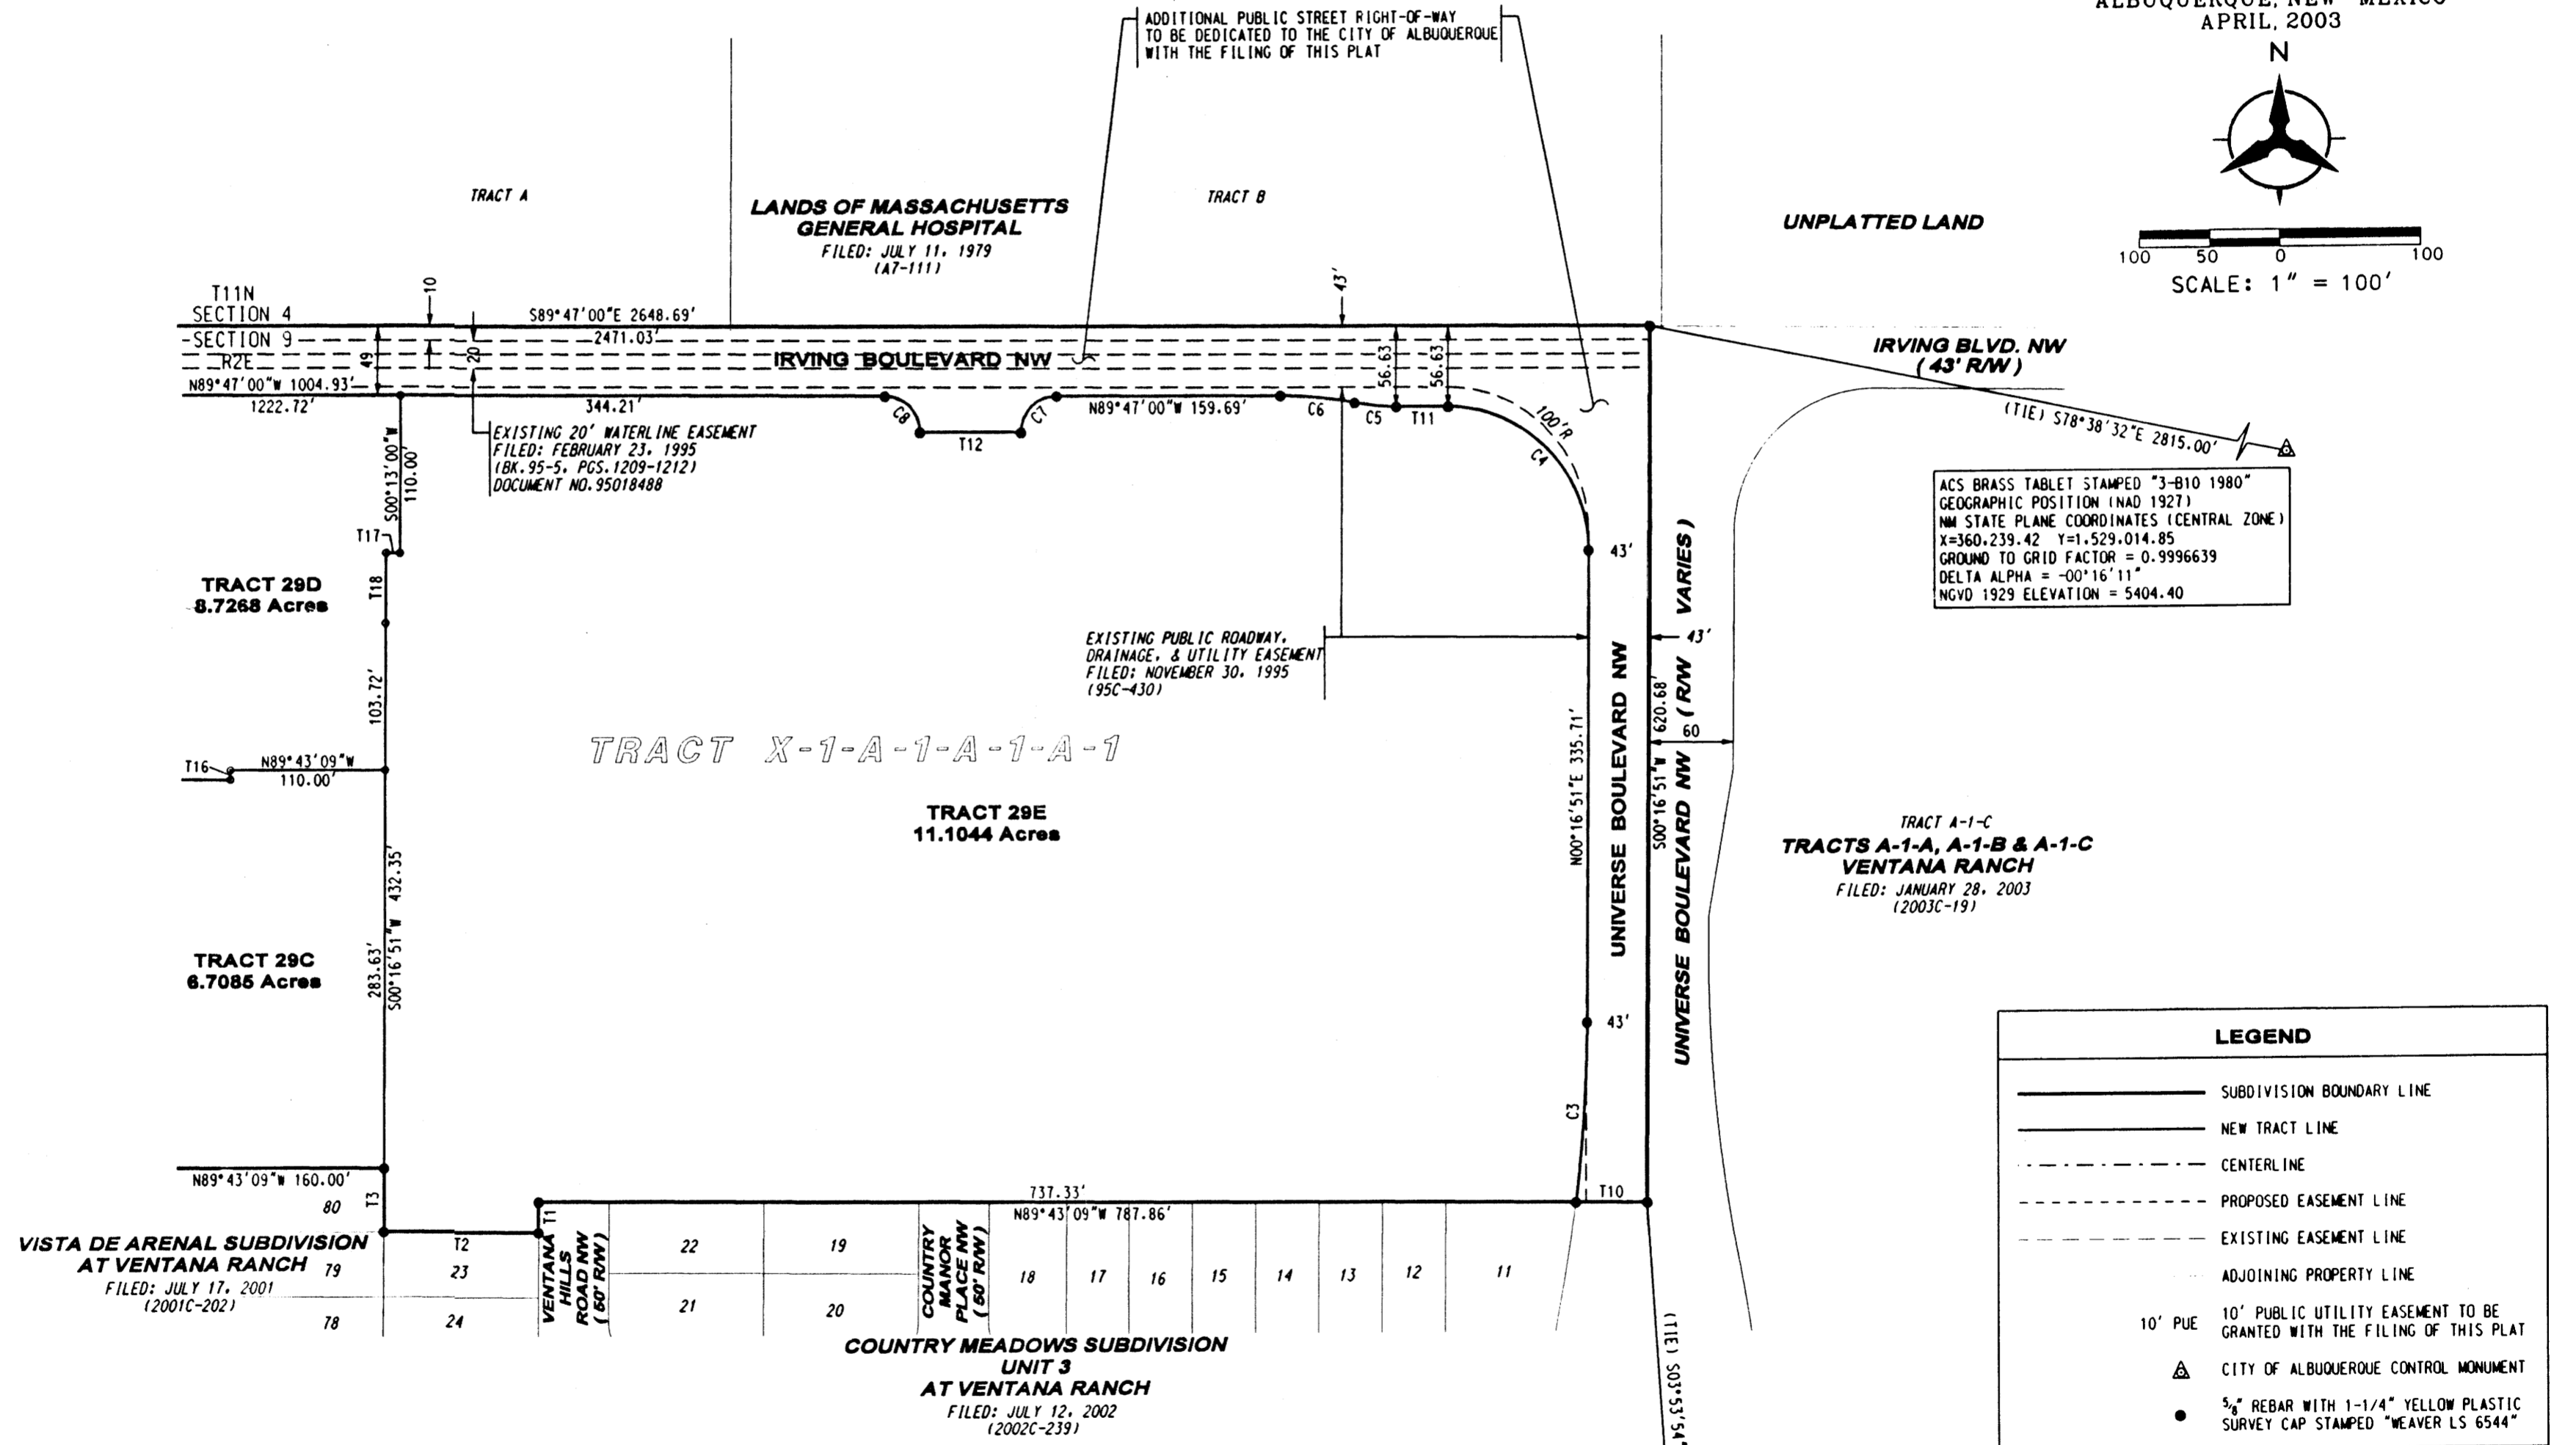 ALBUQUERQUE, NEW MEXICO
APRIL, 2003
N
100 50 0 100
SCALE: 1" = 100'
ADDITIONAL PUBLIC STREET RIGHT-OF-WAY
TO BE DEDICATED TO THE CITY OF ALBUQUERQUE
WITH THE FILING OF THIS PLAT
TRACT A
LANDS OF MASSACHUSETTS
GENERAL HOSPITAL
FILED: JULY 11, 1979
(A7-111)
TRACT B
UNPLATTED LAND
T11N
SECTION 4
SECTION 9
R2E
10
S89°47'00"E 2648.69'
2471.03'
43'
49
20
IRVING BOULEVARD NW
56.63
56.63
IRVING BLVD. NW
(43' R/W)
N89°47'00"W 1004.93'
1222.72'
344.21'
C8
T12
C7
N89°47'00"W 159.69'
C6
C5
T11
100'R
C4
(TIE) S78°38'32"E 2815.00'
EXISTING 20' WATERLINE EASEMENT
FILED: FEBRUARY 23, 1995
(BK.95-5, PGS.1209-1212)
DOCUMENT NO.95018488
S00°13'00"W
110.00'
ACS BRASS TABLET STAMPED "3-B10 1980"
GEOGRAPHIC POSITION (NAD 1927)
NM STATE PLANE COORDINATES (CENTRAL ZONE)
X=360,239.42 Y=1,529,014.85
GROUND TO GRID FACTOR = 0.9996639
DELTA ALPHA = -00°16'11"
NGVD 1929 ELEVATION = 5404.40
T17
T18
43'
TRACT 29D
8.7268 Acres
EXISTING PUBLIC ROADWAY,
DRAINAGE, & UTILITY EASEMENT
FILED: NOVEMBER 30, 1995
(95C-430)
43'
103.72'
TRACT X-1-A-1-A-1-A-1
T16
N89°43'09"W
110.00'
TRACT 29E
11.1044 Acres
N00°16'51"E 335.71'
UNIVERSE BOULEVARD NW
S00°16'51"W 620.68'
UNIVERSE BOULEVARD NW (R/W VARIES)
60
TRACT A-1-C
TRACTS A-1-A, A-1-B & A-1-C
VENTANA RANCH
FILED: JANUARY 28, 2003
(2003C-19)
TRACT 29C
6.7085 Acres
283.63'
S00°16'51"W 432.35'
43'
C3
N89°43'09"W 160.00'
T3
80
T1
T2
737.33'
N89°43'09"W 787.86'
T10
VISTA DE ARENAL SUBDIVISION
AT VENTANA RANCH
FILED: JULY 17, 2001
(2001C-202)
79
78
23
24
VENTANA
HILLS
ROAD NW
(50' R/W)
22
21
19
20
COUNTRY
MANOR
PLACE NW
(50' R/W)
18
17
16
15
14
13
12
11
COUNTRY MEADOWS SUBDIVISION
UNIT 3
AT VENTANA RANCH
FILED: JULY 12, 2002
(2002C-239)
(TIE) S03°53'54"
LEGEND
SUBDIVISION BOUNDARY LINE
NEW TRACT LINE
CENTERLINE
PROPOSED EASEMENT LINE
EXISTING EASEMENT LINE
ADJOINING PROPERTY LINE
10' PUE 10' PUBLIC UTILITY EASEMENT TO BE
GRANTED WITH THE FILING OF THIS PLAT
CITY OF ALBUQUERQUE CONTROL MONUMENT
5/8" REBAR WITH 1-1/4" YELLOW PLASTIC
SURVEY CAP STAMPED "WEAVER LS 6544"